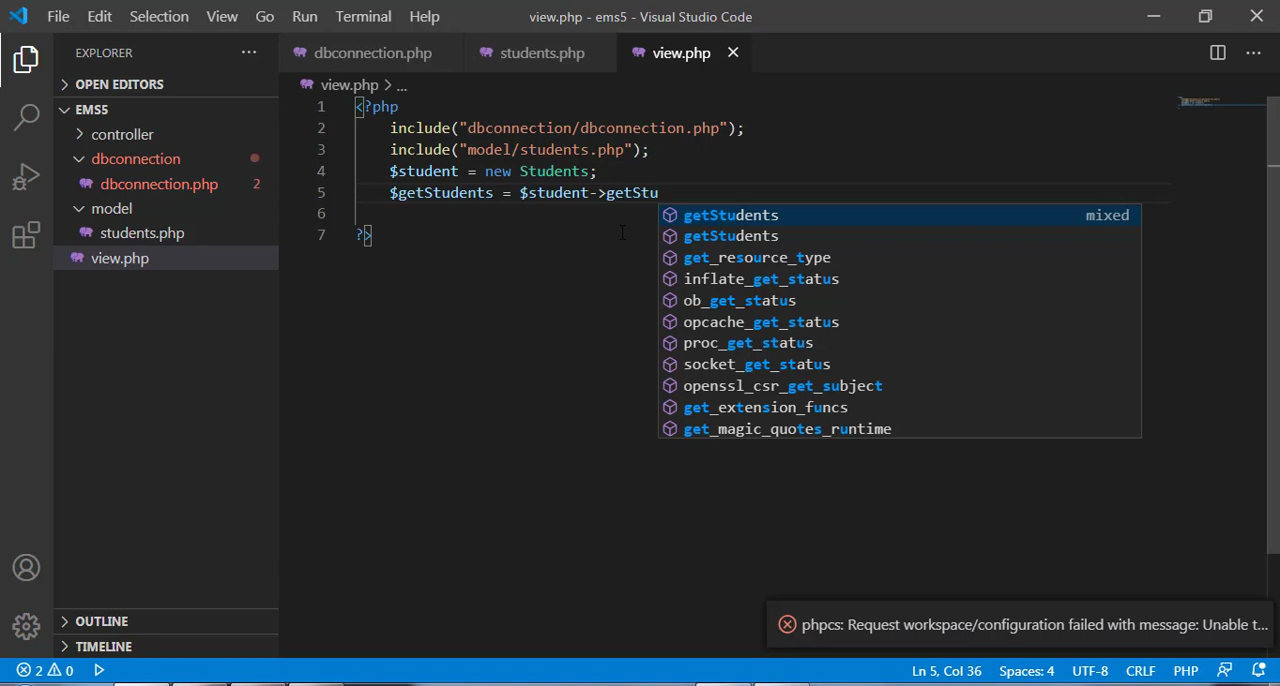 File Edit Selection View Go Run Terminal Help view.php - ems5 - Visual Studio Code
EXPLORER ...
dbconnection.php students.php view.php
OPEN EDITORS
view.php > ...
EMS5
controller
dbconnection
dbconnection.php 2
model
students.php
view.php
1 <?php
2 include("dbconnection/dbconnection.php");
3 include("model/students.php");
4 $student = new Students;
5 $getStudents = $student->getStu
6
7 ?>
getStudents mixed
getStudents
get_resource_type
inflate_get_status
ob_get_status
opcache_get_status
proc_get_status
socket_get_status
openssl_csr_get_subject
get_extension_funcs
get_magic_quotes_runtime
OUTLINE
TIMELINE
phpcs: Request workspace/configuration failed with message: Unable t...
2 0 Ln 5, Col 36 Spaces: 4 UTF-8 CRLF PHP